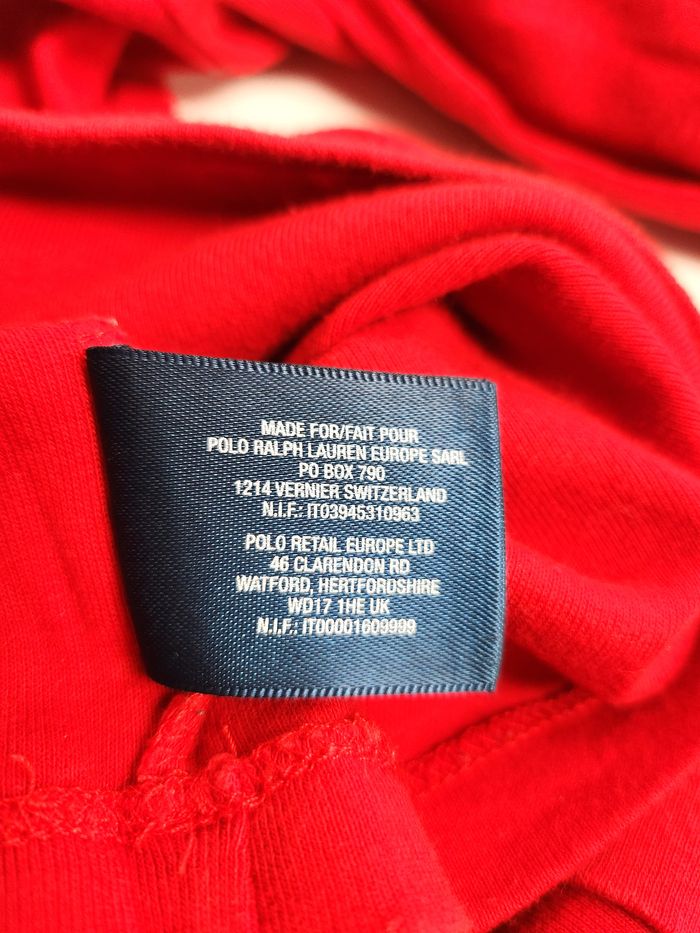 MADE FOR/FAIT POUR
POLO RALPH LAUREN EUROPE SARL
PO BOX 790
1214 VERNIER SWITZERLAND
N.I.F.: IT03945310963
POLO RETAIL EUROPE LTD
46 CLARENDON RD
WATFORD, HERTFORDSHIRE
WD17 1HE UK
N.I.F.: IT00001609999